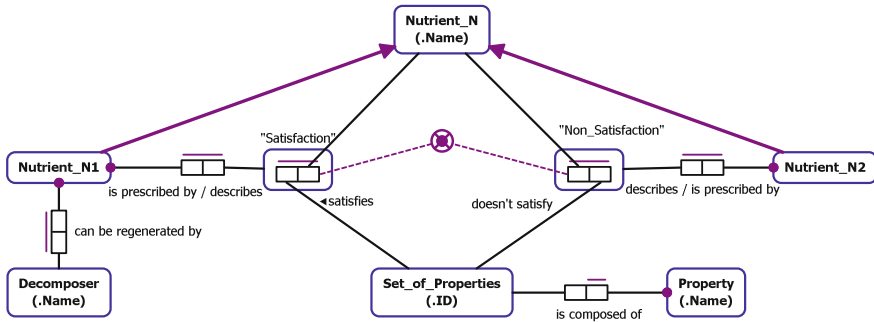 Nutrient_N
(.Name)
"Satisfaction"
"Non_Satisfaction"
Nutrient_N1
Nutrient_N2
is prescribed by / describes
describes / is prescribed by
◄satisfies
doesn't satisfy
can be regenerated by
Decomposer
(.Name)
Set_of_Properties
(.ID)
Property
(.Name)
is composed of